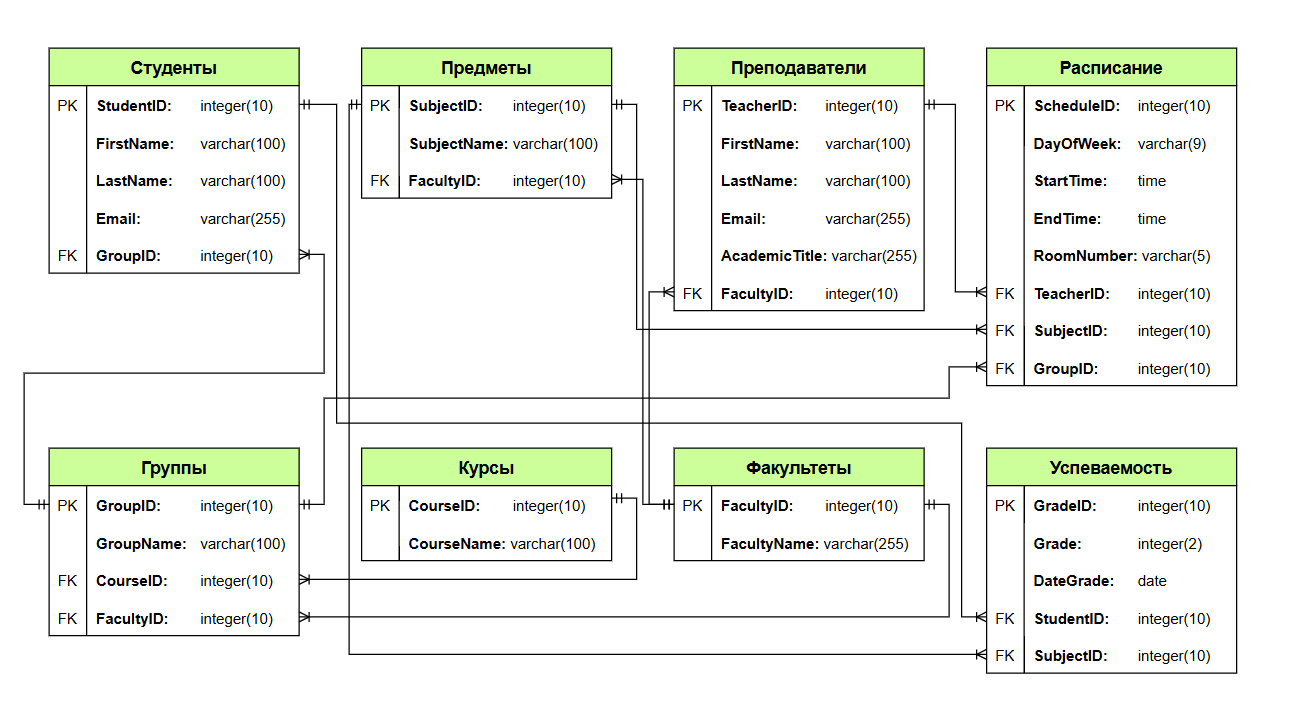 Студенты
PK StudentID: integer(10)
FirstName: varchar(100)
LastName: varchar(100)
Email: varchar(255)
FK GroupID: integer(10)
Предметы
PK SubjectID: integer(10)
SubjectName: varchar(100)
FK FacultyID: integer(10)
Преподаватели
PK TeacherID: integer(10)
FirstName: varchar(100)
LastName: varchar(100)
Email: varchar(255)
AcademicTitle: varchar(255)
FK FacultyID: integer(10)
Расписание
PK ScheduleID: integer(10)
DayOfWeek: varchar(9)
StartTime: time
EndTime: time
RoomNumber: varchar(5)
FK TeacherID: integer(10)
FK SubjectID: integer(10)
FK GroupID: integer(10)
Группы
PK GroupID: integer(10)
GroupName: varchar(100)
FK CourseID: integer(10)
FK FacultyID: integer(10)
Курсы
PK CourseID: integer(10)
CourseName: varchar(100)
Факультеты
PK FacultyID: integer(10)
FacultyName: varchar(255)
Успеваемость
PK GradeID: integer(10)
Grade: integer(2)
DateGrade: date
FK StudentID: integer(10)
FK SubjectID: integer(10)